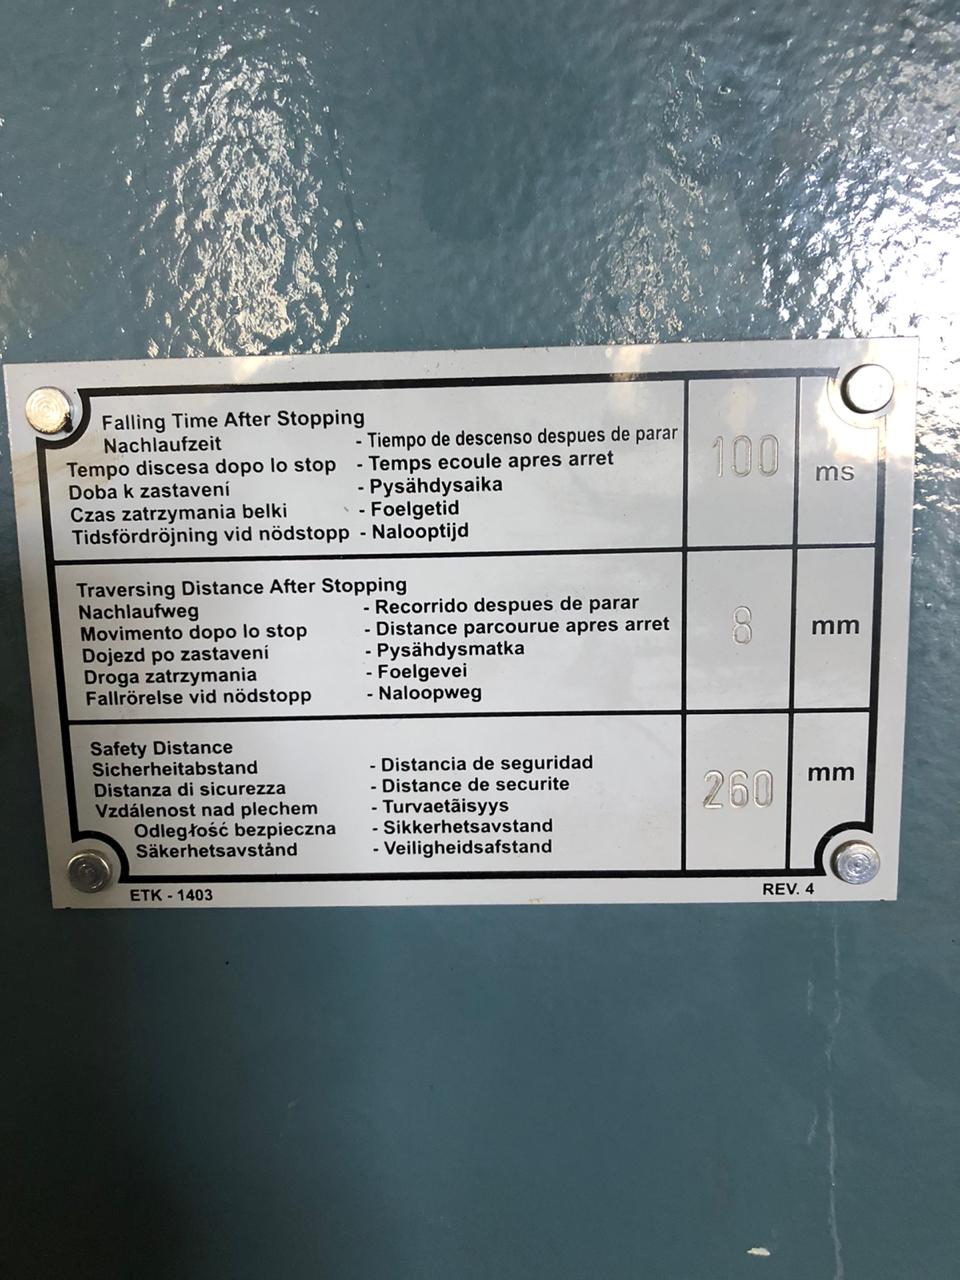 Falling Time After Stopping
Nachlaufzeit - Tiempo de descenso despues de parar
Tempo discesa dopo lo stop - Temps ecoule apres arret
Doba k zastavení - Pysähdysaika
Czas zatrzymania belki - Foelgetid
Tidsfördröjning vid nödstopp - Nalooptijd
100 ms
Traversing Distance After Stopping
Nachlaufweg - Recorrido despues de parar
Movimento dopo lo stop - Distance parcourue apres arret
Dojezd po zastavení - Pysähdysmatka
Droga zatrzymania - Foelgevei
Fallrörelse vid nödstopp - Naloopweg
8 mm
Safety Distance
Sicherheitabstand - Distancia de seguridad
Distanza di sicurezza - Distance de securite
Vzdálenost nad plechem - Turvaetãisyys
Odległość bezpieczna - Sikkerhetsavstand
Säkerhetsavstånd - Veiligheidsafstand
260 mm
ETK - 1403 REV. 4